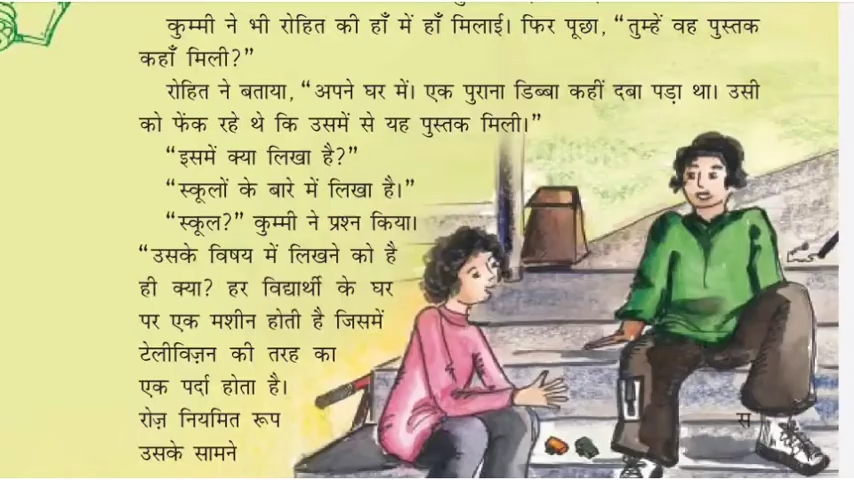 कुम्मी ने भी रोहित की हाँ में हाँ मिलाई। फिर पूछा, “तुम्हें वह पुस्तक
कहाँ मिली?”
रोहित ने बताया, “अपने घर में। एक पुराना डिब्बा कहीं दबा पड़ा था। उसी
को फेंक रहे थे कि उसमें से यह पुस्तक मिली।”
“इसमें क्या लिखा है?”
“स्कूलों के बारे में लिखा है।”
“स्कूल?” कुम्मी ने प्रश्न किया।
“उसके विषय में लिखने को है
ही क्या? हर विद्यार्थी के घर
पर एक मशीन होती है जिसमें
टेलीविज़न की तरह का
एक पर्दा होता है।
रोज़ नियमित रूप
स
उसके सामने